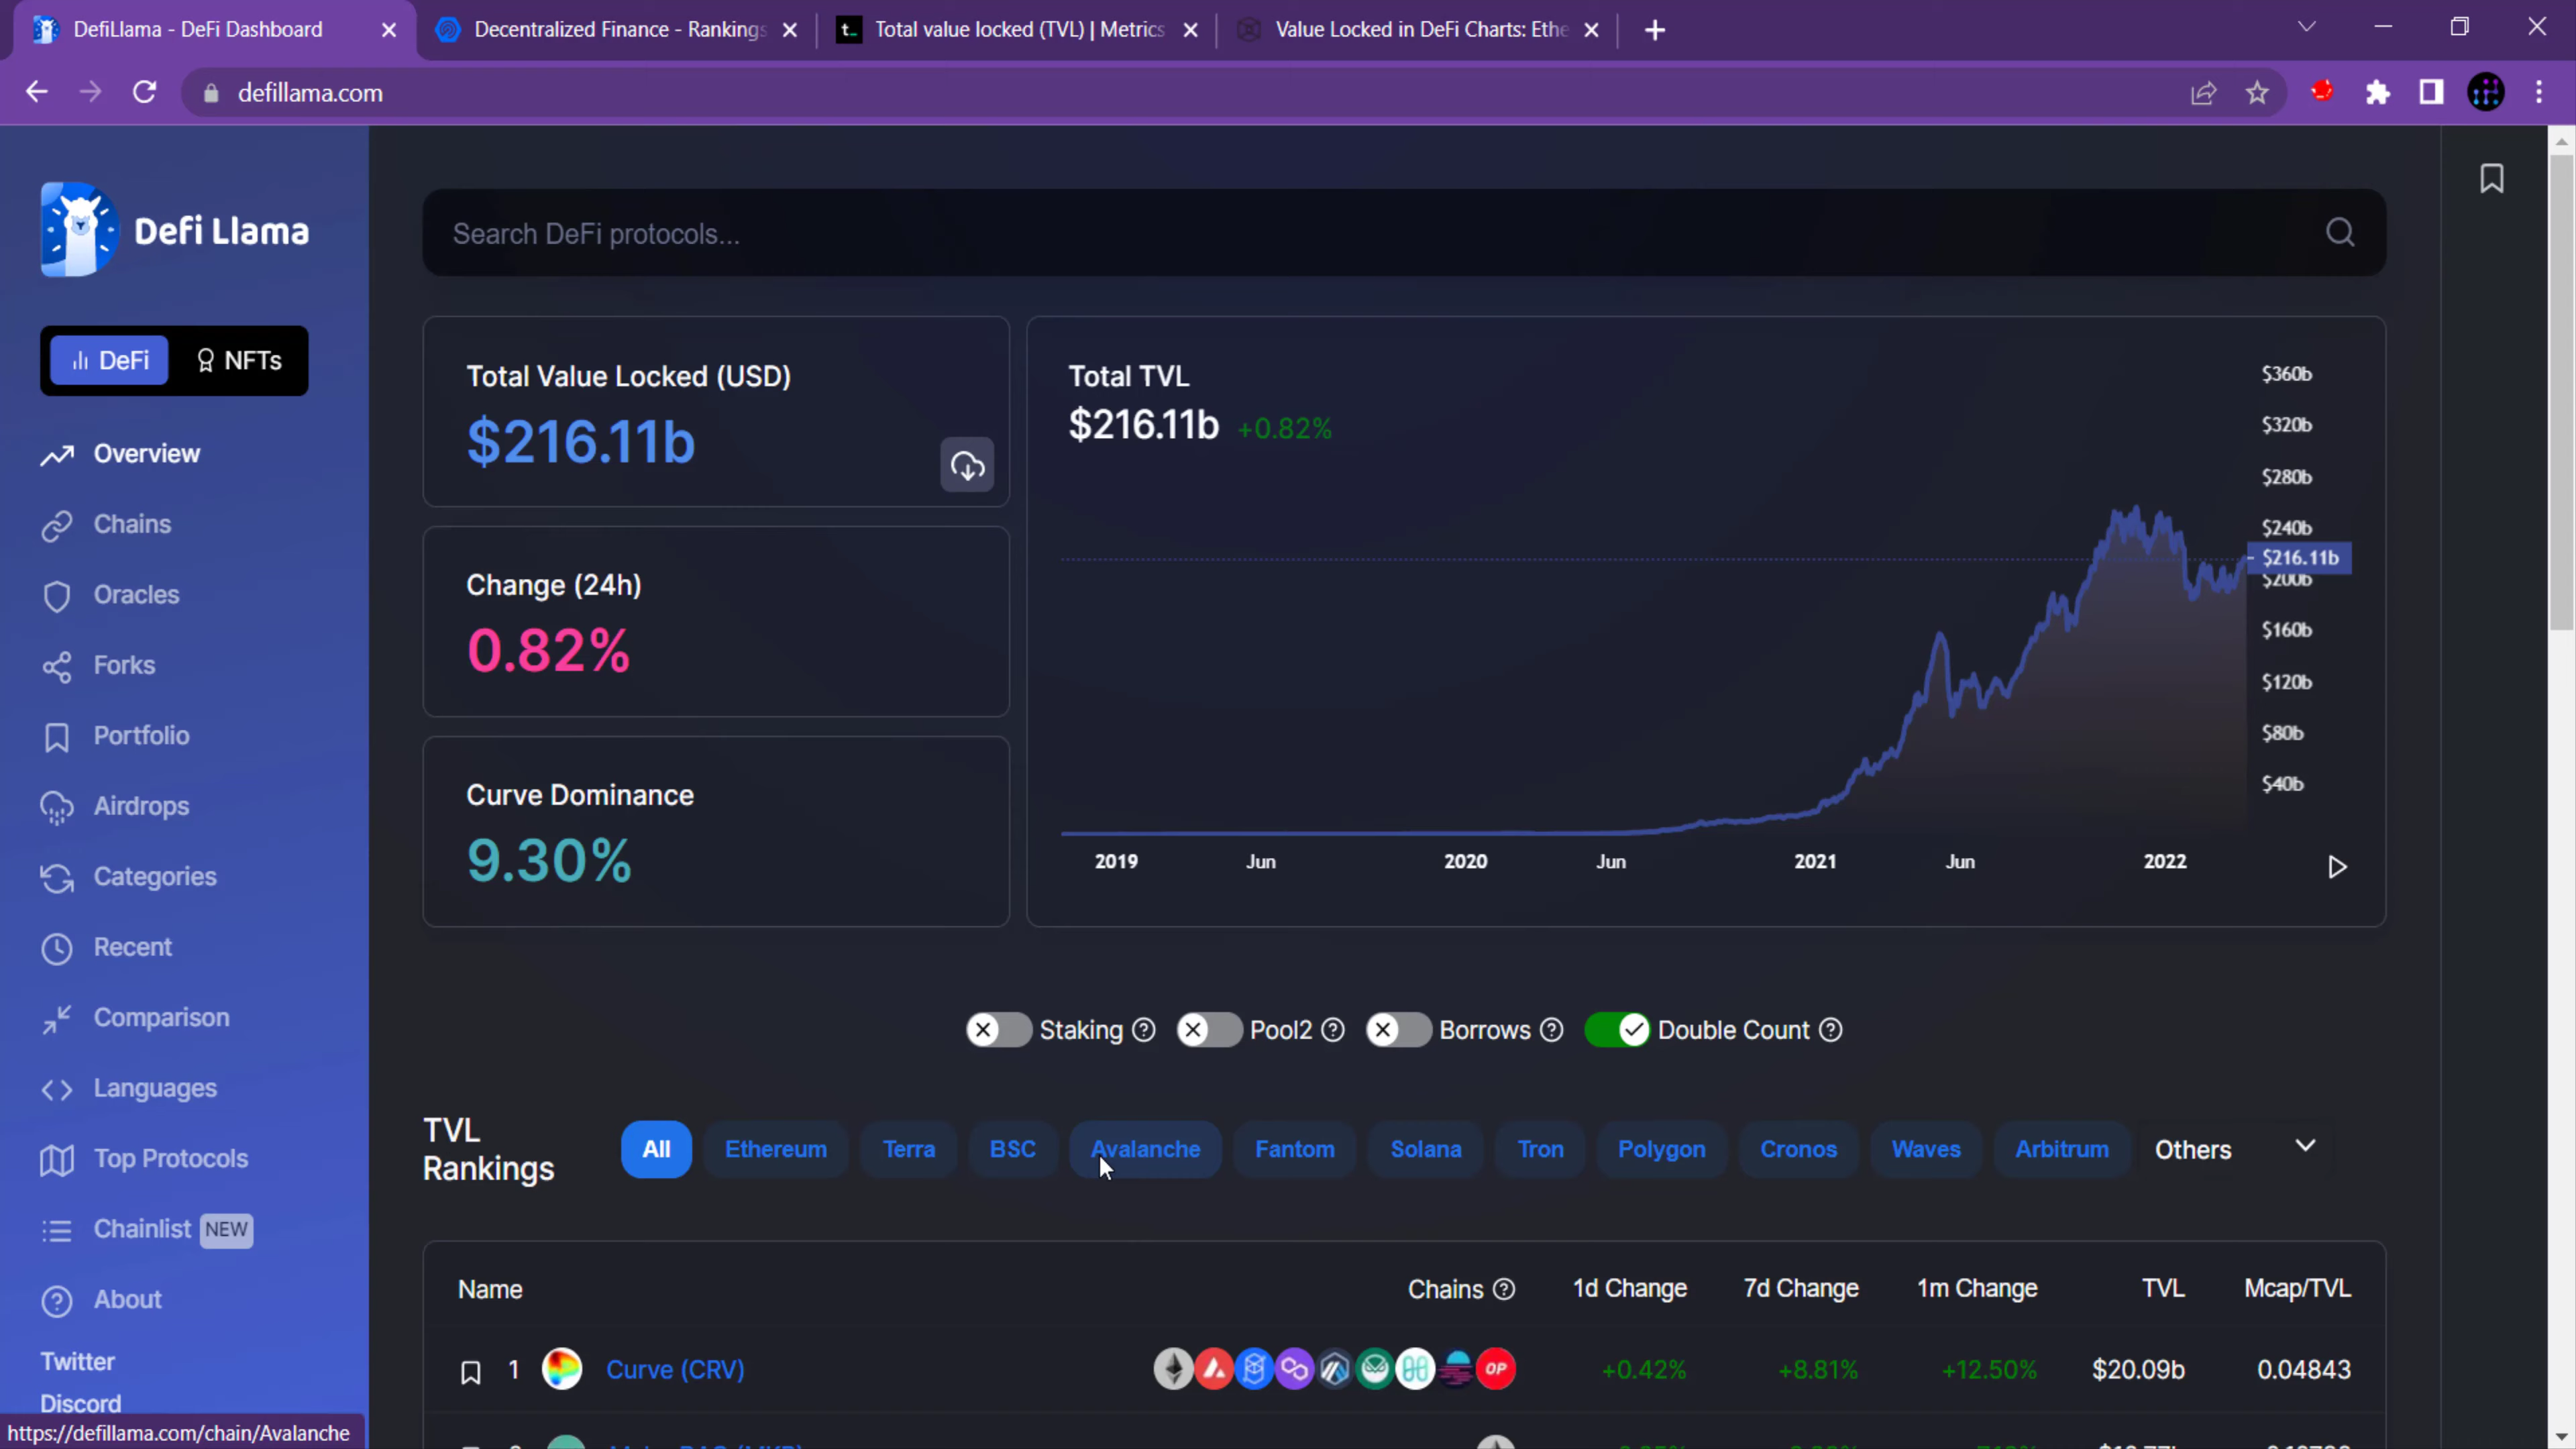 DefiLlama - DeFi Dashboard
Decentralized Finance - Rankings
Total value locked (TVL) | Metrics
Value Locked in DeFi Charts: Ethe
defillama.com
Defi Llama
DeFi
NFTs
Overview
Chains
Oracles
Forks
Portfolio
Airdrops
Categories
Recent
Comparison
Languages
Top Protocols
Chainlist NEW
About
Twitter
Discord
https://defillama.com/chain/Avalanche
Search DeFi protocols...
Total Value Locked (USD)
$216.11b
Change (24h)
0.82%
Curve Dominance
9.30%
Total TVL
$216.11b +0.82%
$360b
$320b
$280b
$240b
$216.11b
$200b
$160b
$120b
$80b
$40b
2019 Jun 2020 Jun 2021 Jun 2022
Staking Pool2 Borrows Double Count
TVL
Rankings
All Ethereum Terra BSC Avalanche Fantom Solana Tron Polygon Cronos Waves Arbitrum Others
Name Chains 1d Change 7d Change 1m Change TVL Mcap/TVL
1 Curve (CRV) OP +0.42% +8.81% +12.50% $20.09b 0.04843